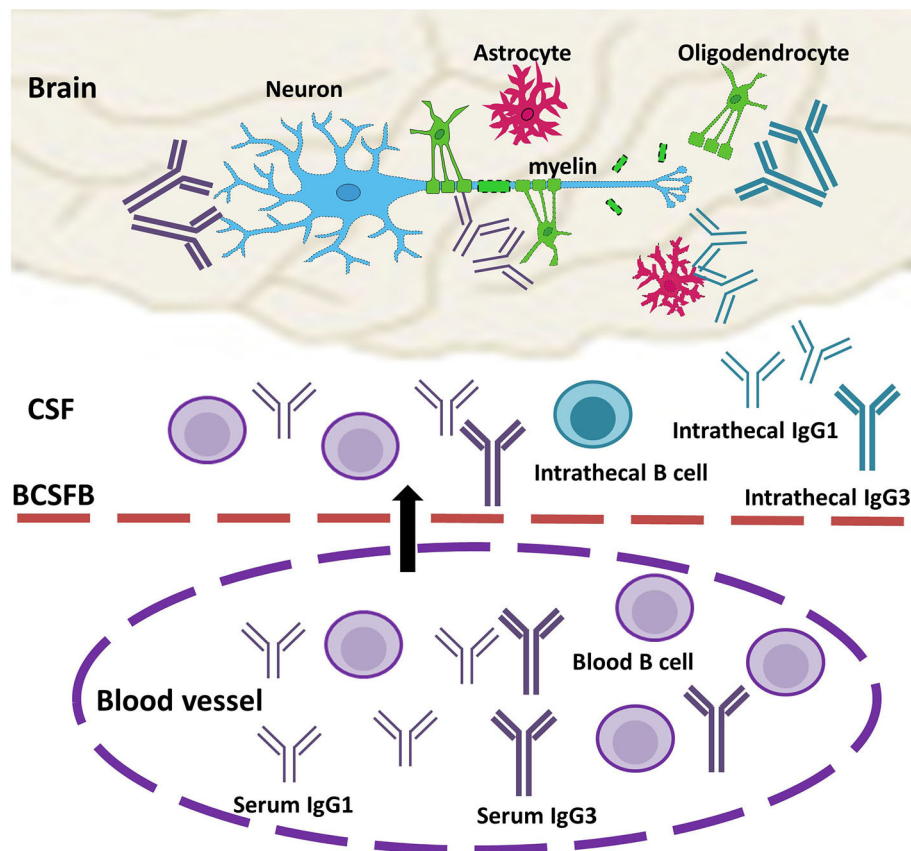 Astrocyte
Oligodendrocyte
Brain
Neuron
myelin
CSF
Intrathecal IgG1
Intrathecal B cell
BCSFB
Intrathecal IgG3
Blood B cell
Blood vessel
Serum IgG1
Serum IgG3